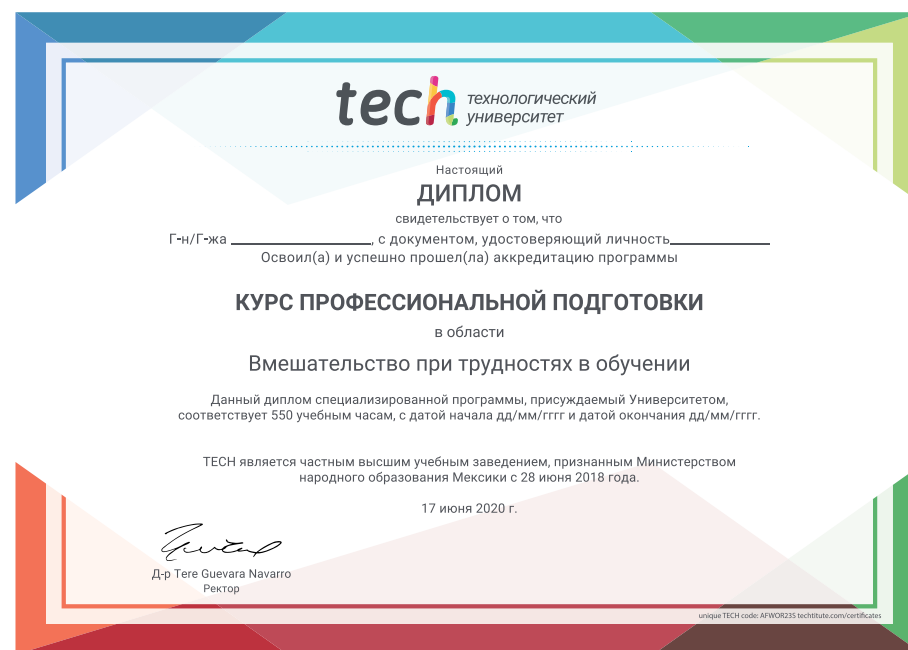 tech технологический
университет
Настоящий
ДИПЛОМ
свидетельствует о том, что
Г-н/Г-жа ____________________, с документом, удостоверяющий личность______________
Освоил(а) и успешно прошел(ла) аккредитацию программы
КУРС ПРОФЕССИОНАЛЬНОЙ ПОДГОТОВКИ
в области
Вмешательство при трудностях в обучении
Данный диплом специализированной программы, присуждаемый Университетом,
соответствует 550 учебным часам, с датой начала дд/мм/гггг и датой окончания дд/мм/гггг.
TECH является частным высшим учебным заведением, признанным Министерством
народного образования Мексики с 28 июня 2018 года.
17 июня 2020 г.
Д-р Tere Guevara Navarro
Ректор
unique TECH code: AFWOR23S techtitute.com/certificates